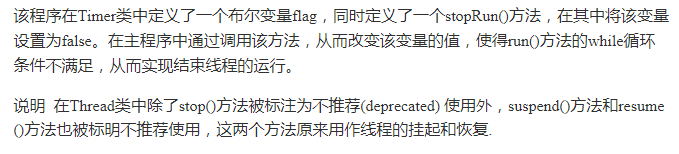 该程序在Timer类中定义了一个布尔变量flag，同时定义了一个stopRun()方法，在其中将该变量
设置为false。在主程序中通过调用该方法，从而改变该变量的值，使得run()方法的while循环
条件不满足，从而实现结束线程的运行。
说明 在Thread类中除了stop()方法被标注为不推荐(deprecated) 使用外，suspend()方法和resume
()方法也被标明不推荐使用，这两个方法原来用作线程的挂起和恢复.